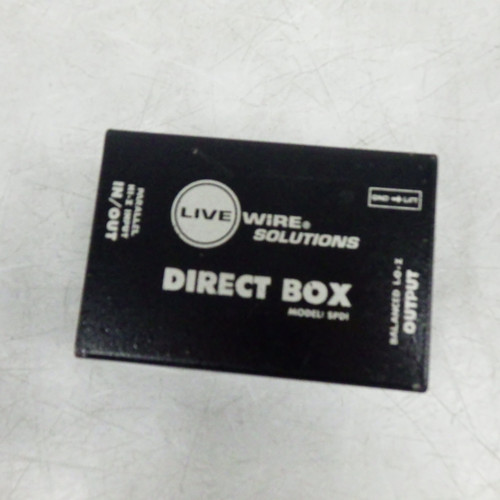 PARALLEL
HI-Z INPUT
IN/OUT
LIVE WIRE®
SOLUTIONS
DIRECT BOX
MODEL: SPDI
GND LIFT
BALANCED LO-Z
OUTPUT